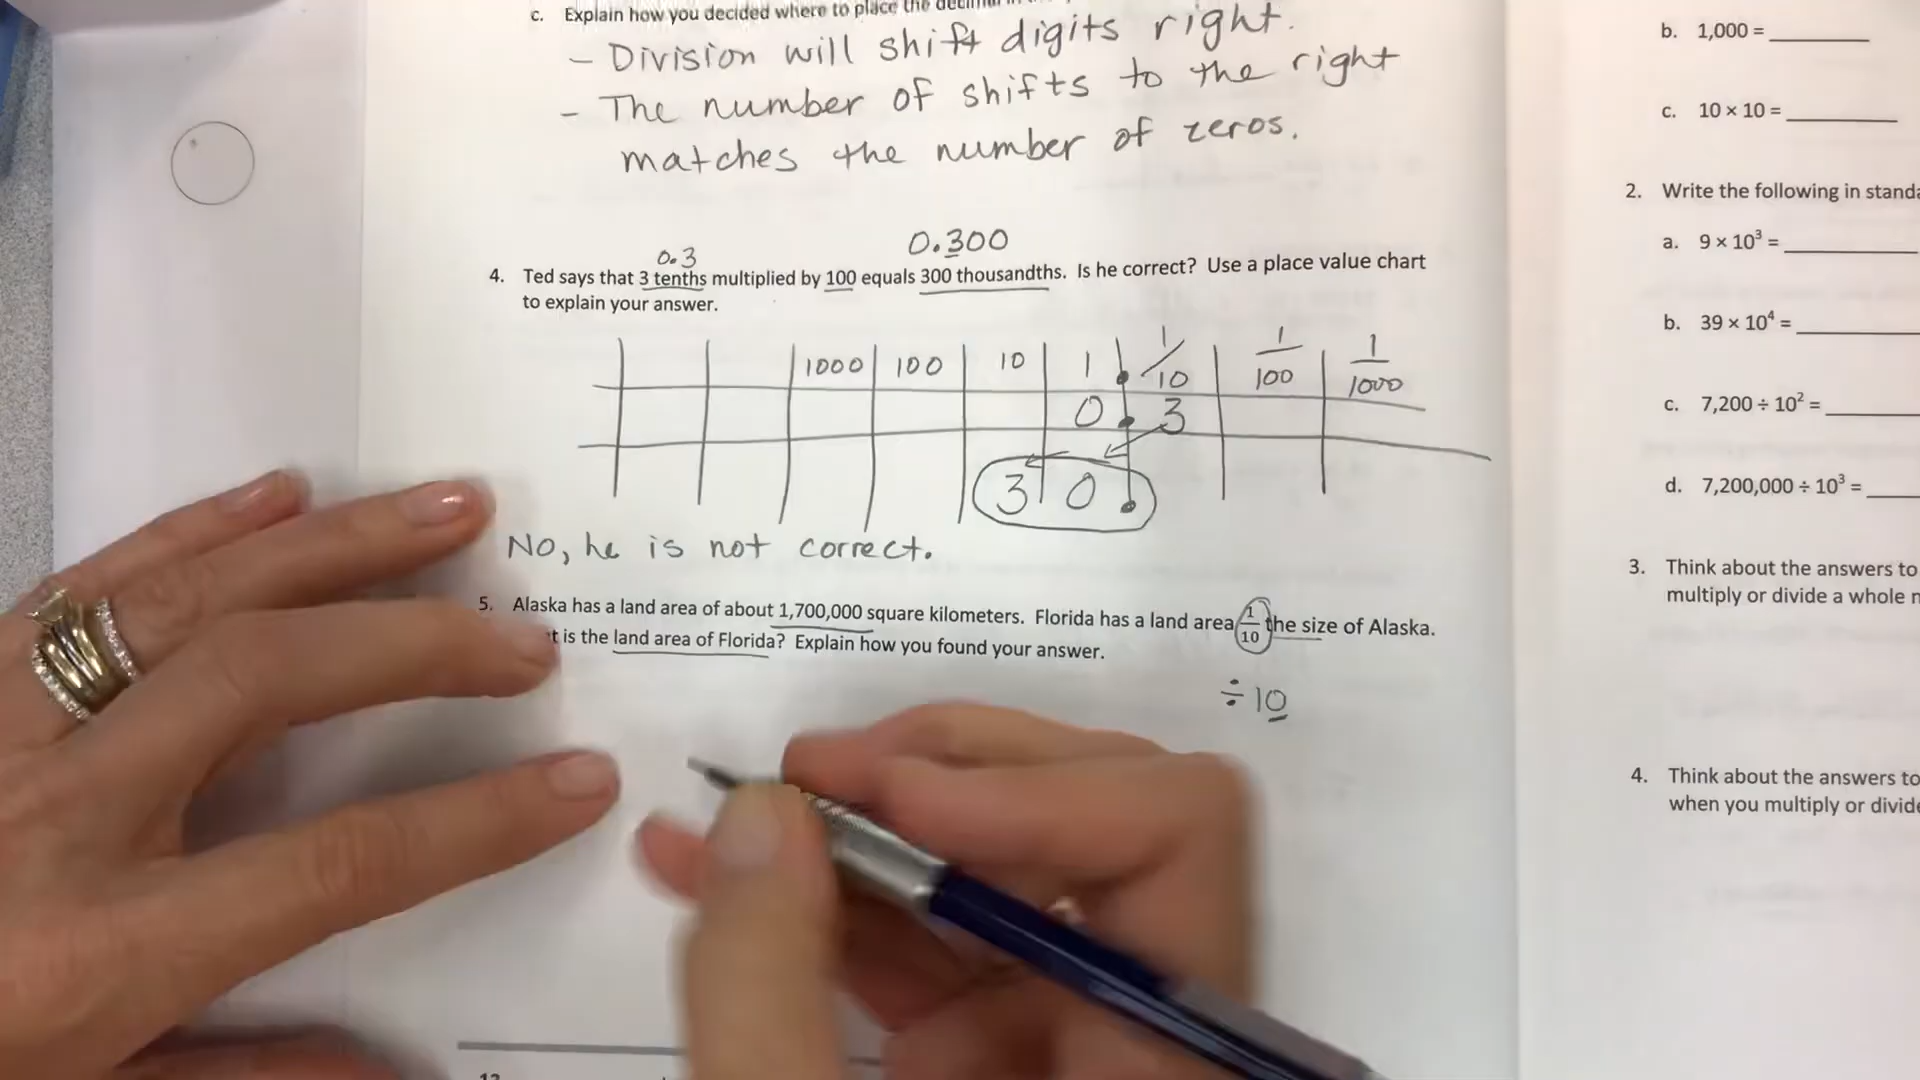 c. Explain how you decided where to place the
- Division will shift digits right.
- The number of shifts to the right
matches the number of zeros.
0.3 0.300
4. Ted says that 3 tenths multiplied by 100 equals 300 thousandths. Is he correct? Use a place value chart
to explain your answer.
1000 100 10 1 . 1/10 1/100 1/1000
0 . 3
3 0 .
No, he is not correct.
5. Alaska has a land area of about 1,700,000 square kilometers. Florida has a land area 1/10 the size of Alaska.
is the land area of Florida? Explain how you found your answer.
÷ 10
b. 1,000 =
c. 10 × 10 =
2. Write the following in
a. 9 × 10³ =
b. 39 × 10⁴ =
c. 7,200 ÷ 10² =
d. 7,200,000 ÷ 10³ =
3. Think about the answers to
multiply or divide a whole
4. Think about the answers to
when you multiply or